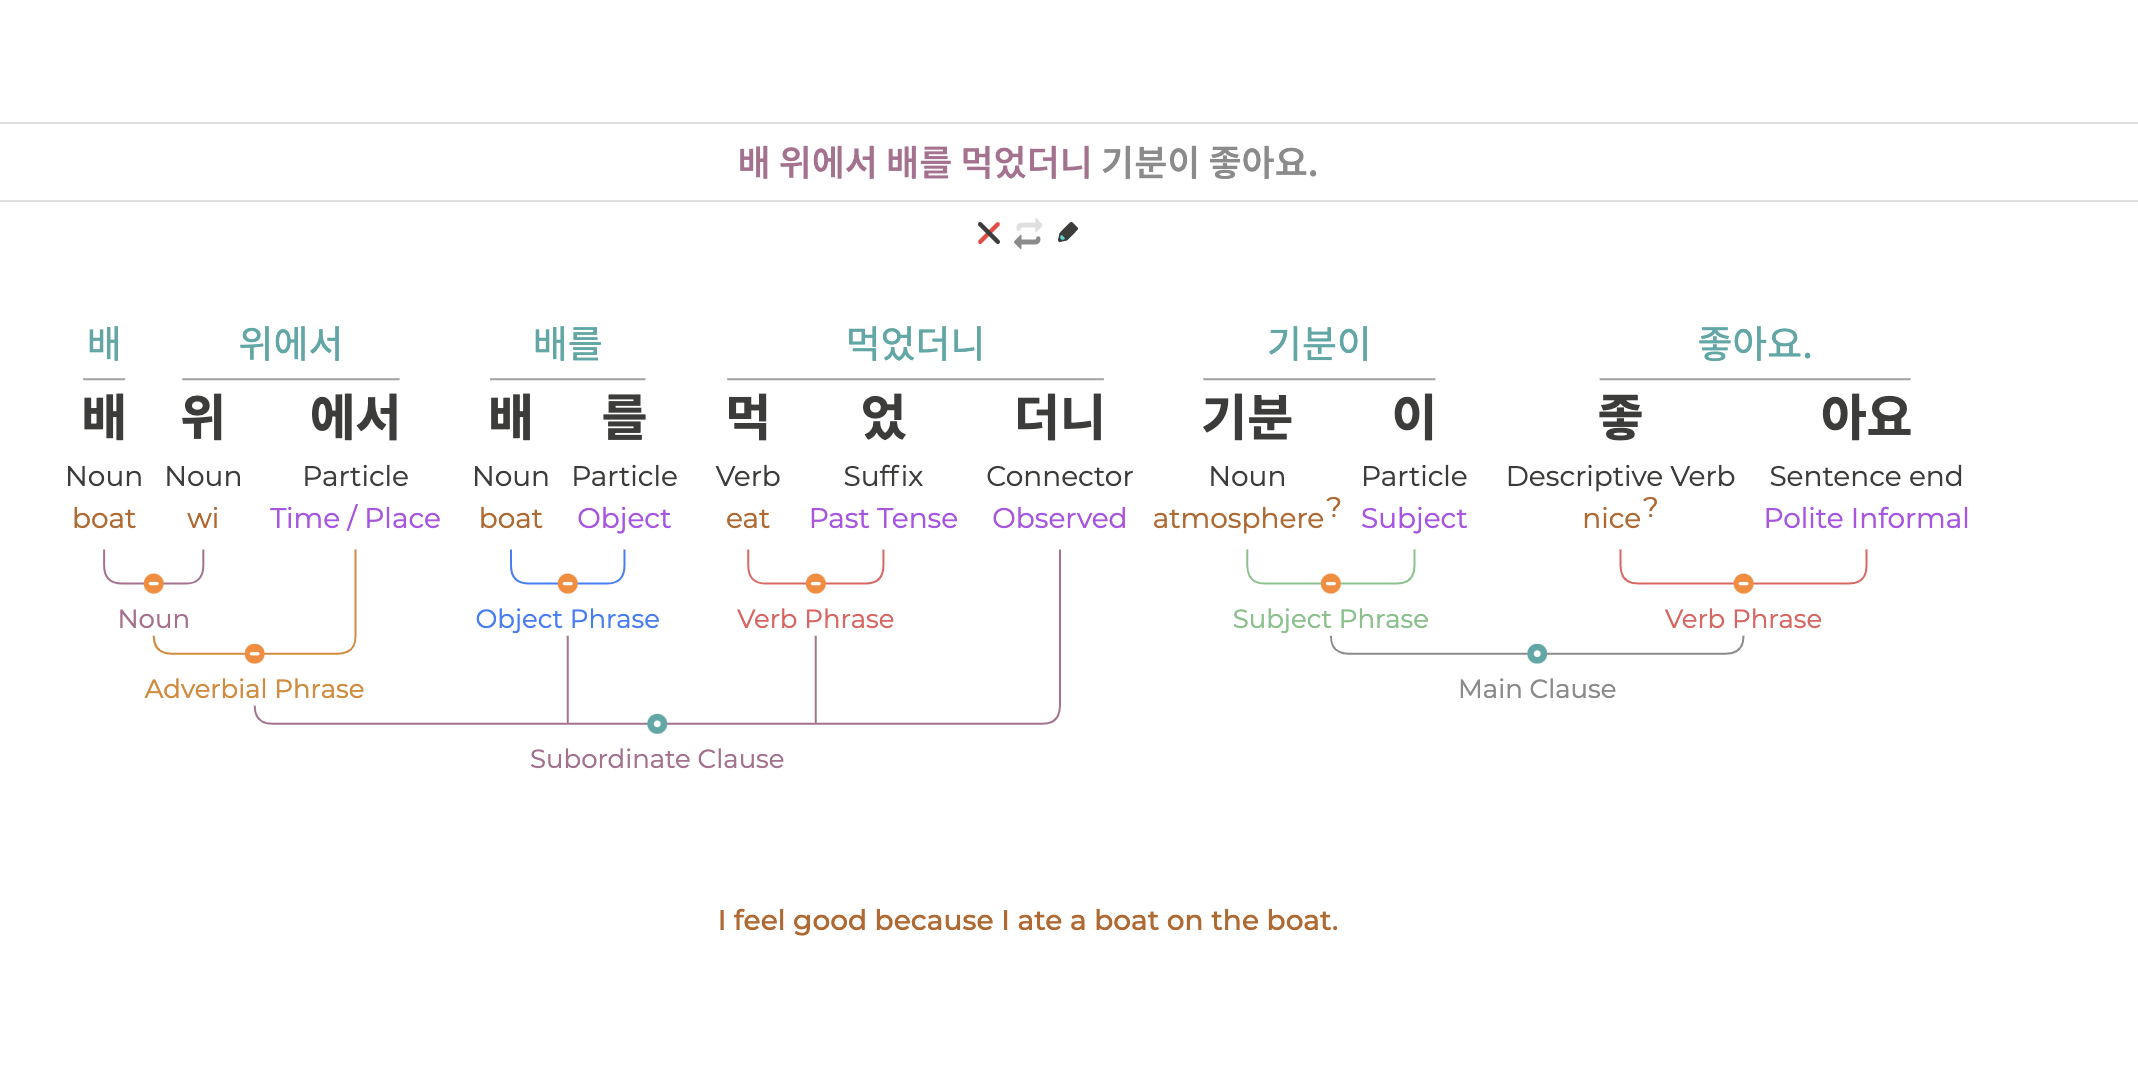 배 위에서 배를 먹었더니 기분이 좋아요.
배 위에서 배를 먹었더니 기분이 좋아요.
배 위 에서 배 를 먹 었 더니 기분 이 좋 아요
Noun Noun Particle Noun Particle Verb Suffix Connector Noun Particle Descriptive Verb Sentence end
boat wi Time / Place boat Object eat Past Tense Observed atmosphere? Subject nice? Polite Informal
Noun Object Phrase Verb Phrase Subject Phrase Verb Phrase
Adverbial Phrase Main Clause
Subordinate Clause
I feel good because I ate a boat on the boat.